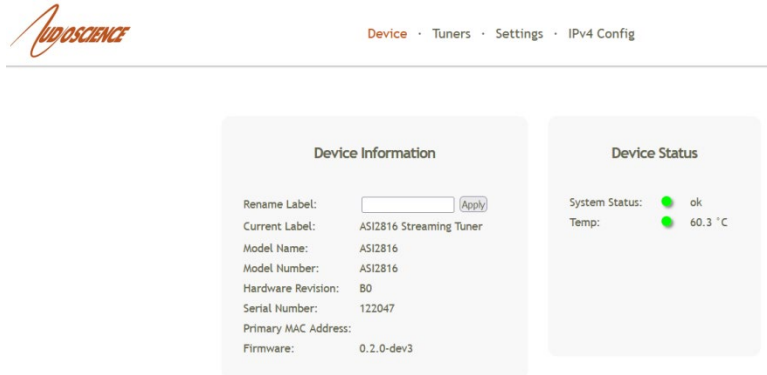 AUDIOSCIENCE
Device · Tuners · Settings · IPv4 Config
Device Information
Rename Label: Apply
Current Label: ASI2816 Streaming Tuner
Model Name: ASI2816
Model Number: ASI2816
Hardware Revision: B0
Serial Number: 122047
Primary MAC Address:
Firmware: 0.2.0-dev3
Device Status
System Status: ok
Temp: 60.3 °C